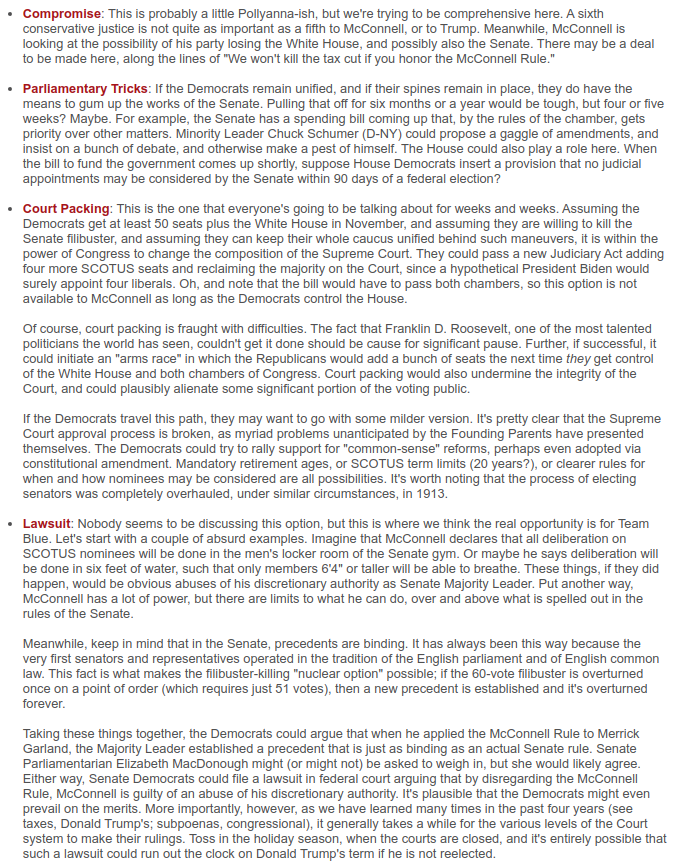 • Compromise: This is probably a little Pollyanna-ish, but we're trying to be comprehensive here. A sixth
conservative justice is not quite as important as a fifth to McConnell, or to Trump. Meanwhile, McConnell is
looking at the possibility of his party losing the White House, and possibly also the Senate. There may be a deal
to be made here, along the lines of "We won't kill the tax cut if you honor the McConnell Rule."
• Parliamentary Tricks: If the Democrats remain unified, and if their spines remain in place, they do have the
means to gum up the works of the Senate. Pulling that off for six months or a year would be tough, but four or five
weeks? Maybe. For example, the Senate has a spending bill coming up that, by the rules of the chamber, gets
priority over other matters. Minority Leader Chuck Schumer (D-NY) could propose a gaggle of amendments, and
insist on a bunch of debate, and otherwise make a pest of himself. The House could also play a role here. When
the bill to fund the government comes up shortly, suppose House Democrats insert a provision that no judicial
appointments may be considered by the Senate within 90 days of a federal election?
• Court Packing: This is the one that everyone's going to be talking about for weeks and weeks. Assuming the
Democrats get at least 50 seats plus the White House in November, and assuming they are willing to kill the
Senate filibuster, and assuming they can keep their whole caucus unified behind such maneuvers, it is within the
power of Congress to change the composition of the Supreme Court. They could pass a new Judiciary Act adding
four more SCOTUS seats and reclaiming the majority on the Court, since a hypothetical President Biden would
surely appoint four liberals. Oh, and note that the bill would have to pass both chambers, so this option is not
available to McConnell as long as the Democrats control the House.
Of course, court packing is fraught with difficulties. The fact that Franklin D. Roosevelt, one of the most talented
politicians the world has seen, couldn't get it done should be cause for significant pause. Further, if successful, it
could initiate an "arms race" in which the Republicans would add a bunch of seats the next time they get control
of the White House and both chambers of Congress. Court packing would also undermine the integrity of the
Court, and could plausibly alienate some significant portion of the voting public.
If the Democrats travel this path, they may want to go with some milder version. It's pretty clear that the Supreme
Court approval process is broken, as myriad problems unanticipated by the Founding Parents have presented
themselves. The Democrats could try to rally support for "common-sense" reforms, perhaps even adopted via
constitutional amendment. Mandatory retirement ages, or SCOTUS term limits (20 years?), or clearer rules for
when and how nominees may be considered are all possibilities. It's worth noting that the process of electing
senators was completely overhauled, under similar circumstances, in 1913.
• Lawsuit: Nobody seems to be discussing this option, but this is where we think the real opportunity is for Team
Blue. Let's start with a couple of absurd examples. Imagine that McConnell declares that all deliberation on
SCOTUS nominees will be done in the men's locker room of the Senate gym. Or maybe he says deliberation will
be done in six feet of water, such that only members 6'4" or taller will be able to breathe. These things, if they did
happen, would be obvious abuses of his discretionary authority as Senate Majority Leader. Put another way,
McConnell has a lot of power, but there are limits to what he can do, over and above what is spelled out in the
rules of the Senate.
Meanwhile, keep in mind that in the Senate, precedents are binding. It has always been this way because the
very first senators and representatives operated in the tradition of the English parliament and of English common
law. This fact is what makes the filibuster-killing "nuclear option" possible; if the 60-vote filibuster is overturned
once on a point of order (which requires just 51 votes), then a new precedent is established and it's overturned
forever.
Taking these things together, the Democrats could argue that when he applied the McConnell Rule to Merrick
Garland, the Majority Leader established a precedent that is just as binding as an actual Senate rule. Senate
Parliamentarian Elizabeth MacDonough might (or might not) be asked to weigh in, but she would likely agree.
Either way, Senate Democrats could file a lawsuit in federal court arguing that by disregarding the McConnell
Rule, McConnell is guilty of an abuse of his discretionary authority. It's plausible that the Democrats might even
prevail on the merits. More importantly, however, as we have learned many times in the past four years (see
taxes, Donald Trump's; subpoenas, congressional), it generally takes a while for the various levels of the Court
system to make their rulings. Toss in the holiday season, when the courts are closed, and it's entirely possible that
such a lawsuit could run out the clock on Donald Trump's term if he is not reelected.